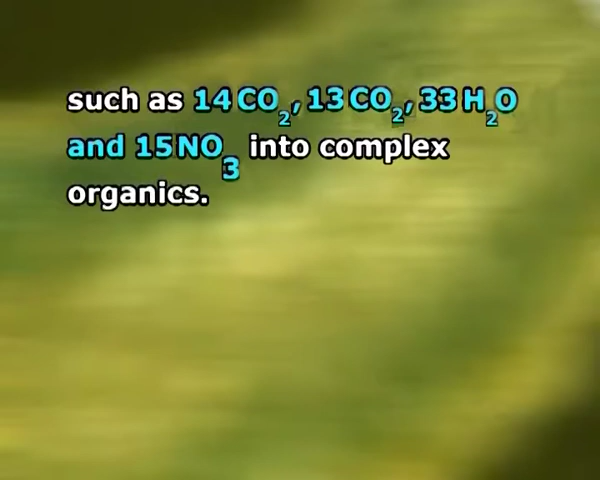 such as 14CO₂, 13CO₂, 33H₂O
and 15NO₃ into complex
organics.